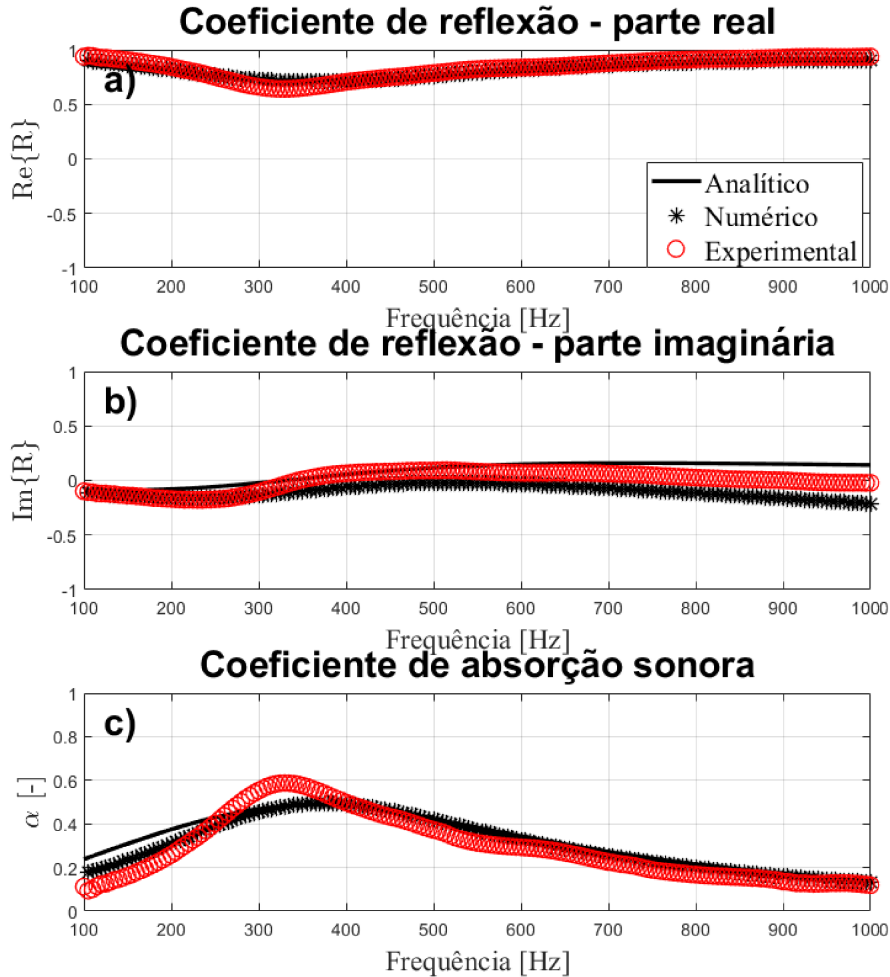 Coeficiente de reflexão - parte real
a)
Re{R}
1
0.5
0
-0.5
-1
Analítico
Numérico
Experimental
100 200 300 400 500 600 700 800 900 1000
Frequência [Hz]
Coeficiente de reflexão - parte imaginária
b)
Im{R}
1
0.5
0
-0.5
-1
100 200 300 400 500 600 700 800 900 1000
Frequência [Hz]
Coeficiente de absorção sonora
c)
α [-]
1
0.8
0.6
0.4
0.2
0
100 200 300 400 500 600 700 800 900 1000
Frequência [Hz]